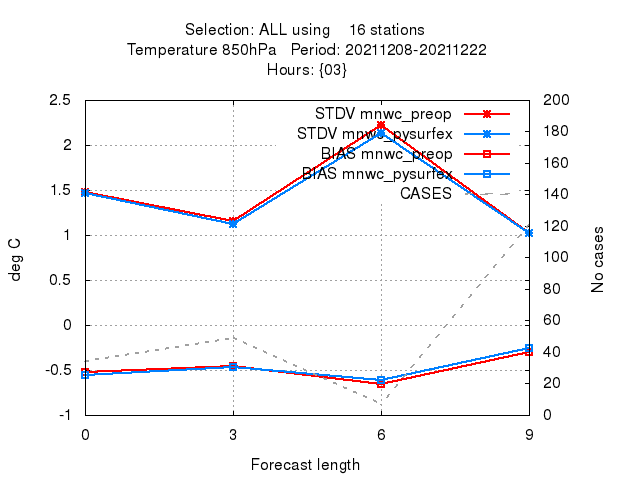 Selection: ALL using    16 stations
Temperature 850hPa   Period: 20211208-20211222
Hours: {03}
2.5
2
1.5
1
0.5
0
-0.5
-1
deg C
STDV mnwc_preop
STDV mnwc_pysurfex
BIAS mnwc_preop
BIAS mnwc_pysurfex
CASES
200
180
160
140
120
100
80
60
40
20
0
No cases
0 3 6 9
Forecast length